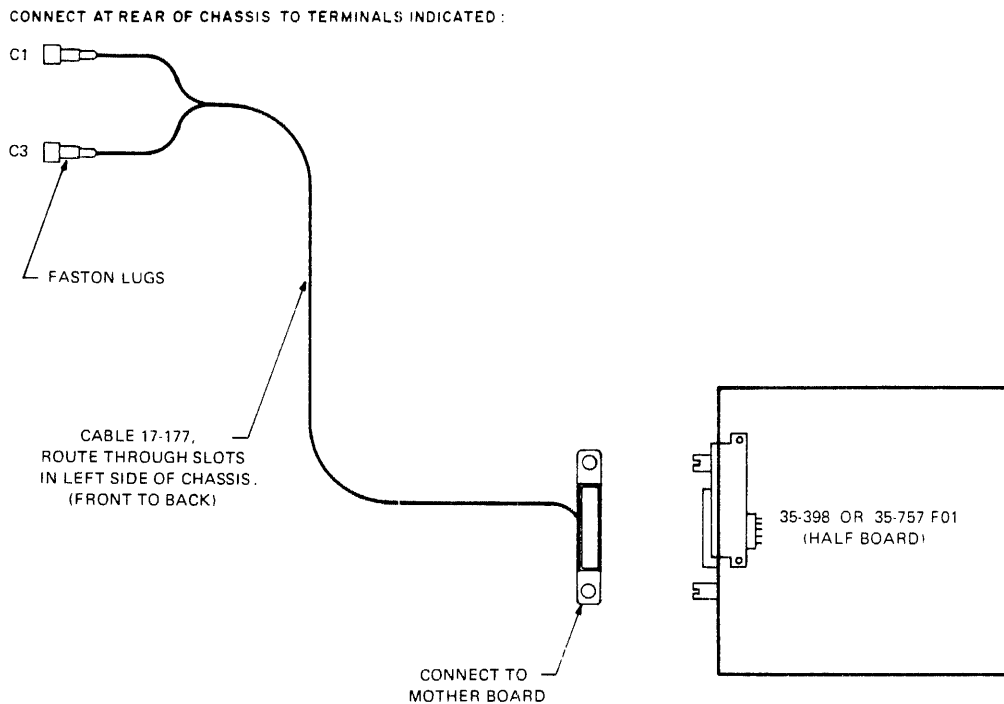 CONNECT AT REAR OF CHASSIS TO TERMINALS INDICATED:
C1
C3
FASTON LUGS
CABLE 17-177,
ROUTE THROUGH SLOTS
IN LEFT SIDE OF CHASSIS.
(FRONT TO BACK)
35-398 OR 35-757 F01
(HALF BOARD)
CONNECT TO
MOTHER BOARD